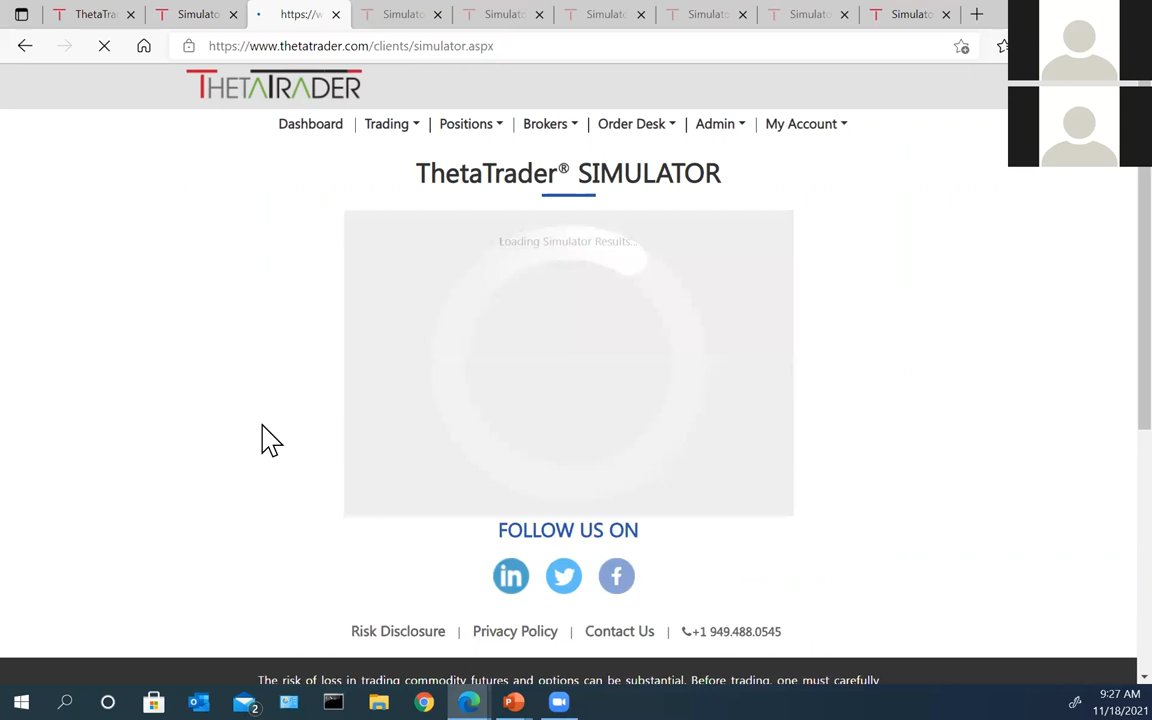 ThetaTra
Simulato
https://w
Simulato
Simulato
Simulato
Simulato
Simulato
Simulato
https://www.thetatrader.com/clients/simulator.aspx
THETATRADER
Dashboard | Trading | Positions | Brokers | Order Desk | Admin | My Account
ThetaTrader® SIMULATOR
Loading Simulator Results..
FOLLOW US ON
in f
Risk Disclosure | Privacy Policy | Contact Us | +1 949.488.0545
The risk of loss in trading commodity futures and options can be substantial. Before trading, one must carefully
2
9:27 AM
11/18/2021